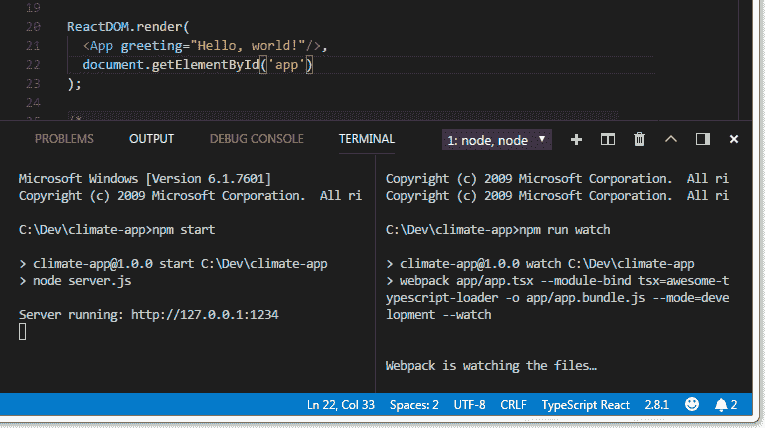 19
20 ReactDOM.render(
21 <App greeting="Hello, world!"/>,
22 document.getElementById('app')
23 );
24
25 /*
PROBLEMS OUTPUT DEBUG CONSOLE TERMINAL 1: node, node
Microsoft Windows [Version 6.1.7601]
Copyright (c) 2009 Microsoft Corporation. All ri
C:\Dev\climate-app>npm start
> climate-app@1.0.0 start C:\Dev\climate-app
> node server.js
Server running: http://127.0.0.1:1234
Copyright (c) 2009 Microsoft Corporation. All ri
Copyright (c) 2009 Microsoft Corporation. All ri
C:\Dev\climate-app>npm run watch
> climate-app@1.0.0 watch C:\Dev\climate-app
> webpack app/app.tsx --module-bind tsx=awesome-t
ypescript-loader -o app/app.bundle.js --mode=deve
lopment --watch
Webpack is watching the files…
Ln 22, Col 33 Spaces: 2 UTF-8 CRLF TypeScript React 2.8.1 2